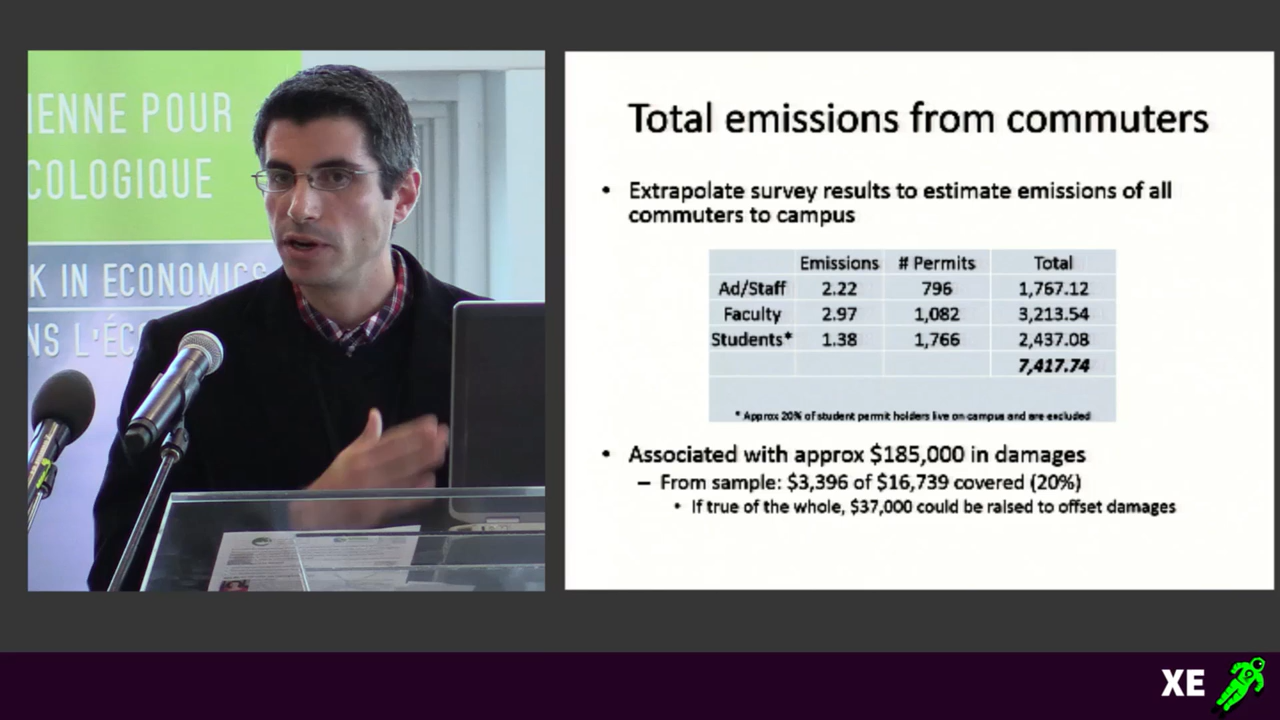 IENNE POUR
COLOGIQUE
K IN ECONOMICS
NS L'ÉC
Total emissions from commuters
• Extrapolate survey results to estimate emissions of all
commuters to campus
Emissions # Permits Total
Ad/Staff 2.22 796 1,767.12
Faculty 2.97 1,082 3,213.54
Students* 1.38 1,766 2,437.08
7,417.74
* Approx 20% of student permit holders live on campus and are excluded
• Associated with approx $185,000 in damages
– From sample: $3,396 of $16,739 covered (20%)
• If true of the whole, $37,000 could be raised to offset damages
XE